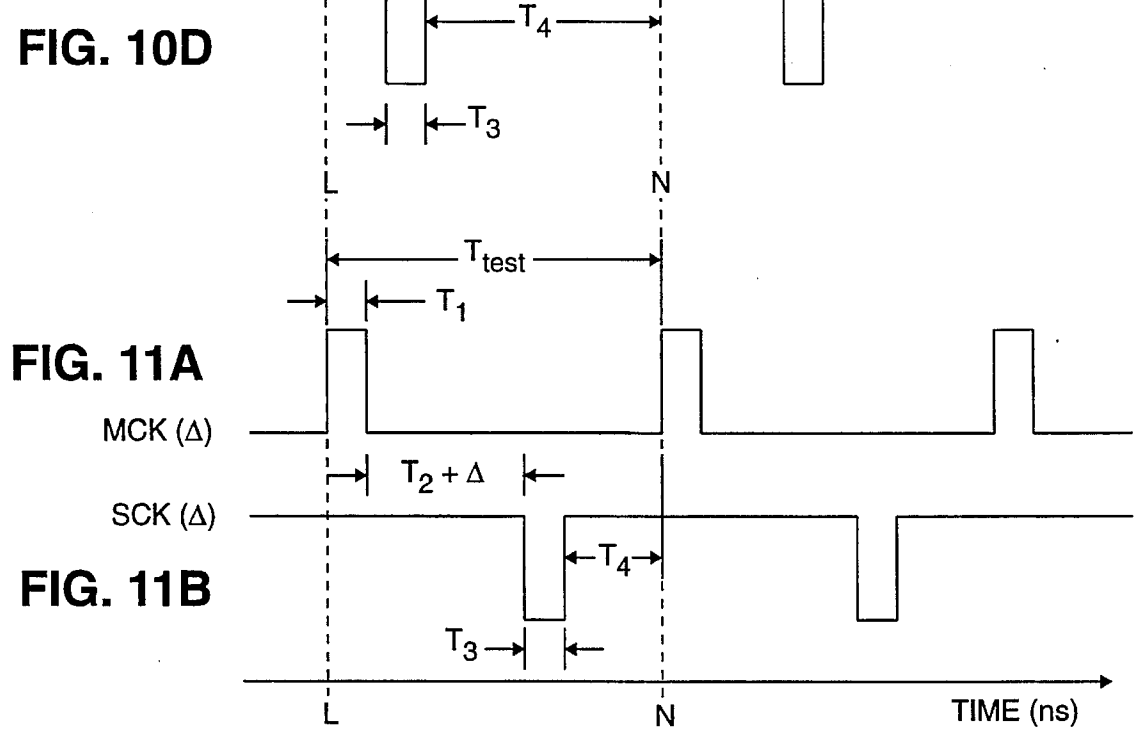 T4
FIG. 10D
T3
L N
Ttest
T1
FIG. 11A
MCK (Δ)
T2 + Δ
SCK (Δ)
T4
FIG. 11B
T3
L N TIME (ns)